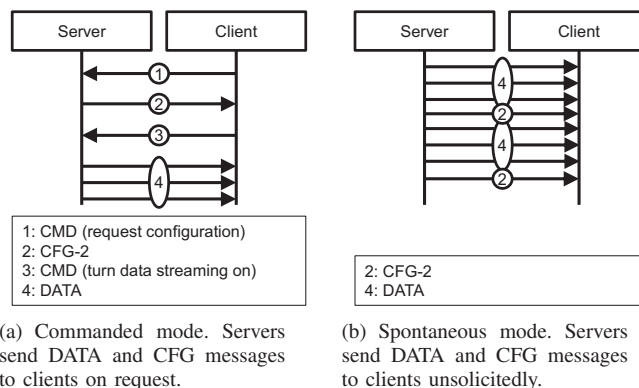 Server
Client
1
2
3
4
1: CMD (request configuration)
2: CFG-2
3: CMD (turn data streaming on)
4: DATA
(a) Commanded mode. Servers
send DATA and CFG messages
to clients on request.
Server
Client
4
2
4
2
2: CFG-2
4: DATA
(b) Spontaneous mode. Servers
send DATA and CFG messages
to clients unsolicitedly.